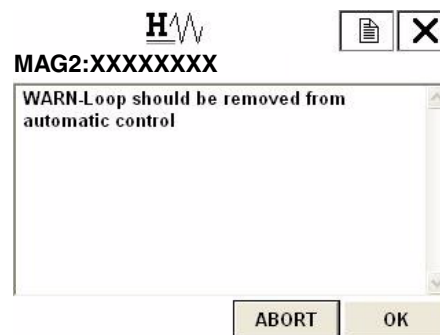 H
MAG2:XXXXXXXX
WARN-Loop should be removed from
automatic control
ABORT OK